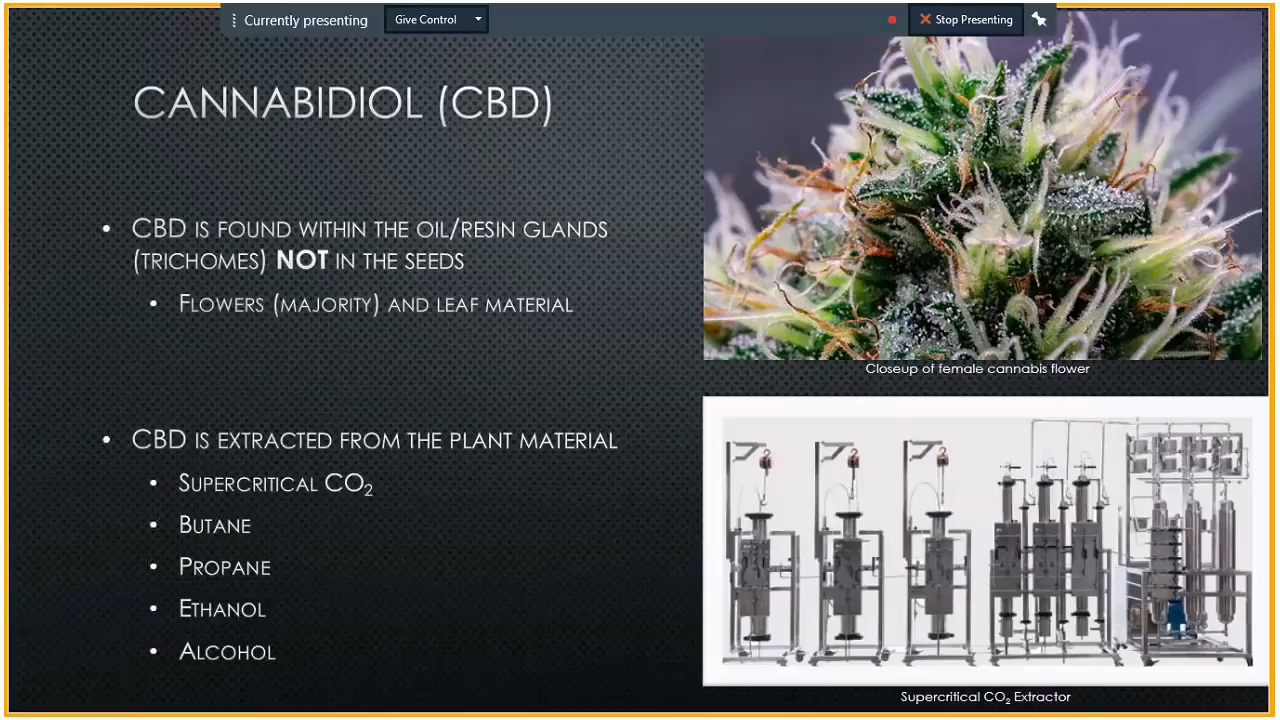 Currently presenting
Give Control
Stop Presenting
CANNABIDIOL (CBD)
• CBD IS FOUND WITHIN THE OIL/RESIN GLANDS
(TRICHOMES) NOT IN THE SEEDS
• FLOWERS (MAJORITY) AND LEAF MATERIAL
• CBD IS EXTRACTED FROM THE PLANT MATERIAL
• SUPERCRITICAL CO₂
• BUTANE
• PROPANE
• ETHANOL
• ALCOHOL
Closeup of female cannabis flower
Supercritical CO₂ Extractor